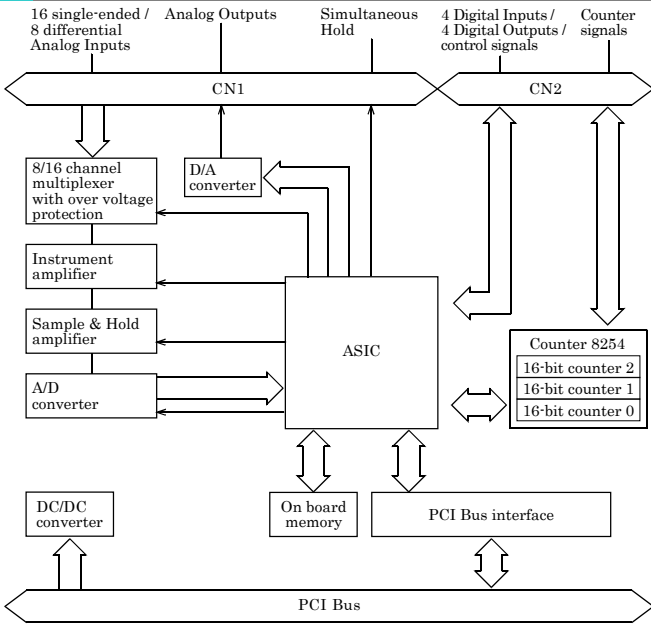 16 single-ended /
8 differential
Analog Inputs
Analog Outputs
Simultaneous
Hold
4 Digital Inputs /
4 Digital Outputs /
control signals
Counter
signals
CN1
CN2
8/16 channel
multiplexer
with over voltage
protection
D/A
converter
Instrument
amplifier
Sample & Hold
amplifier
A/D
converter
ASIC
Counter 8254
16-bit counter 2
16-bit counter 1
16-bit counter 0
DC/DC
converter
On board
memory
PCI Bus interface
PCI Bus